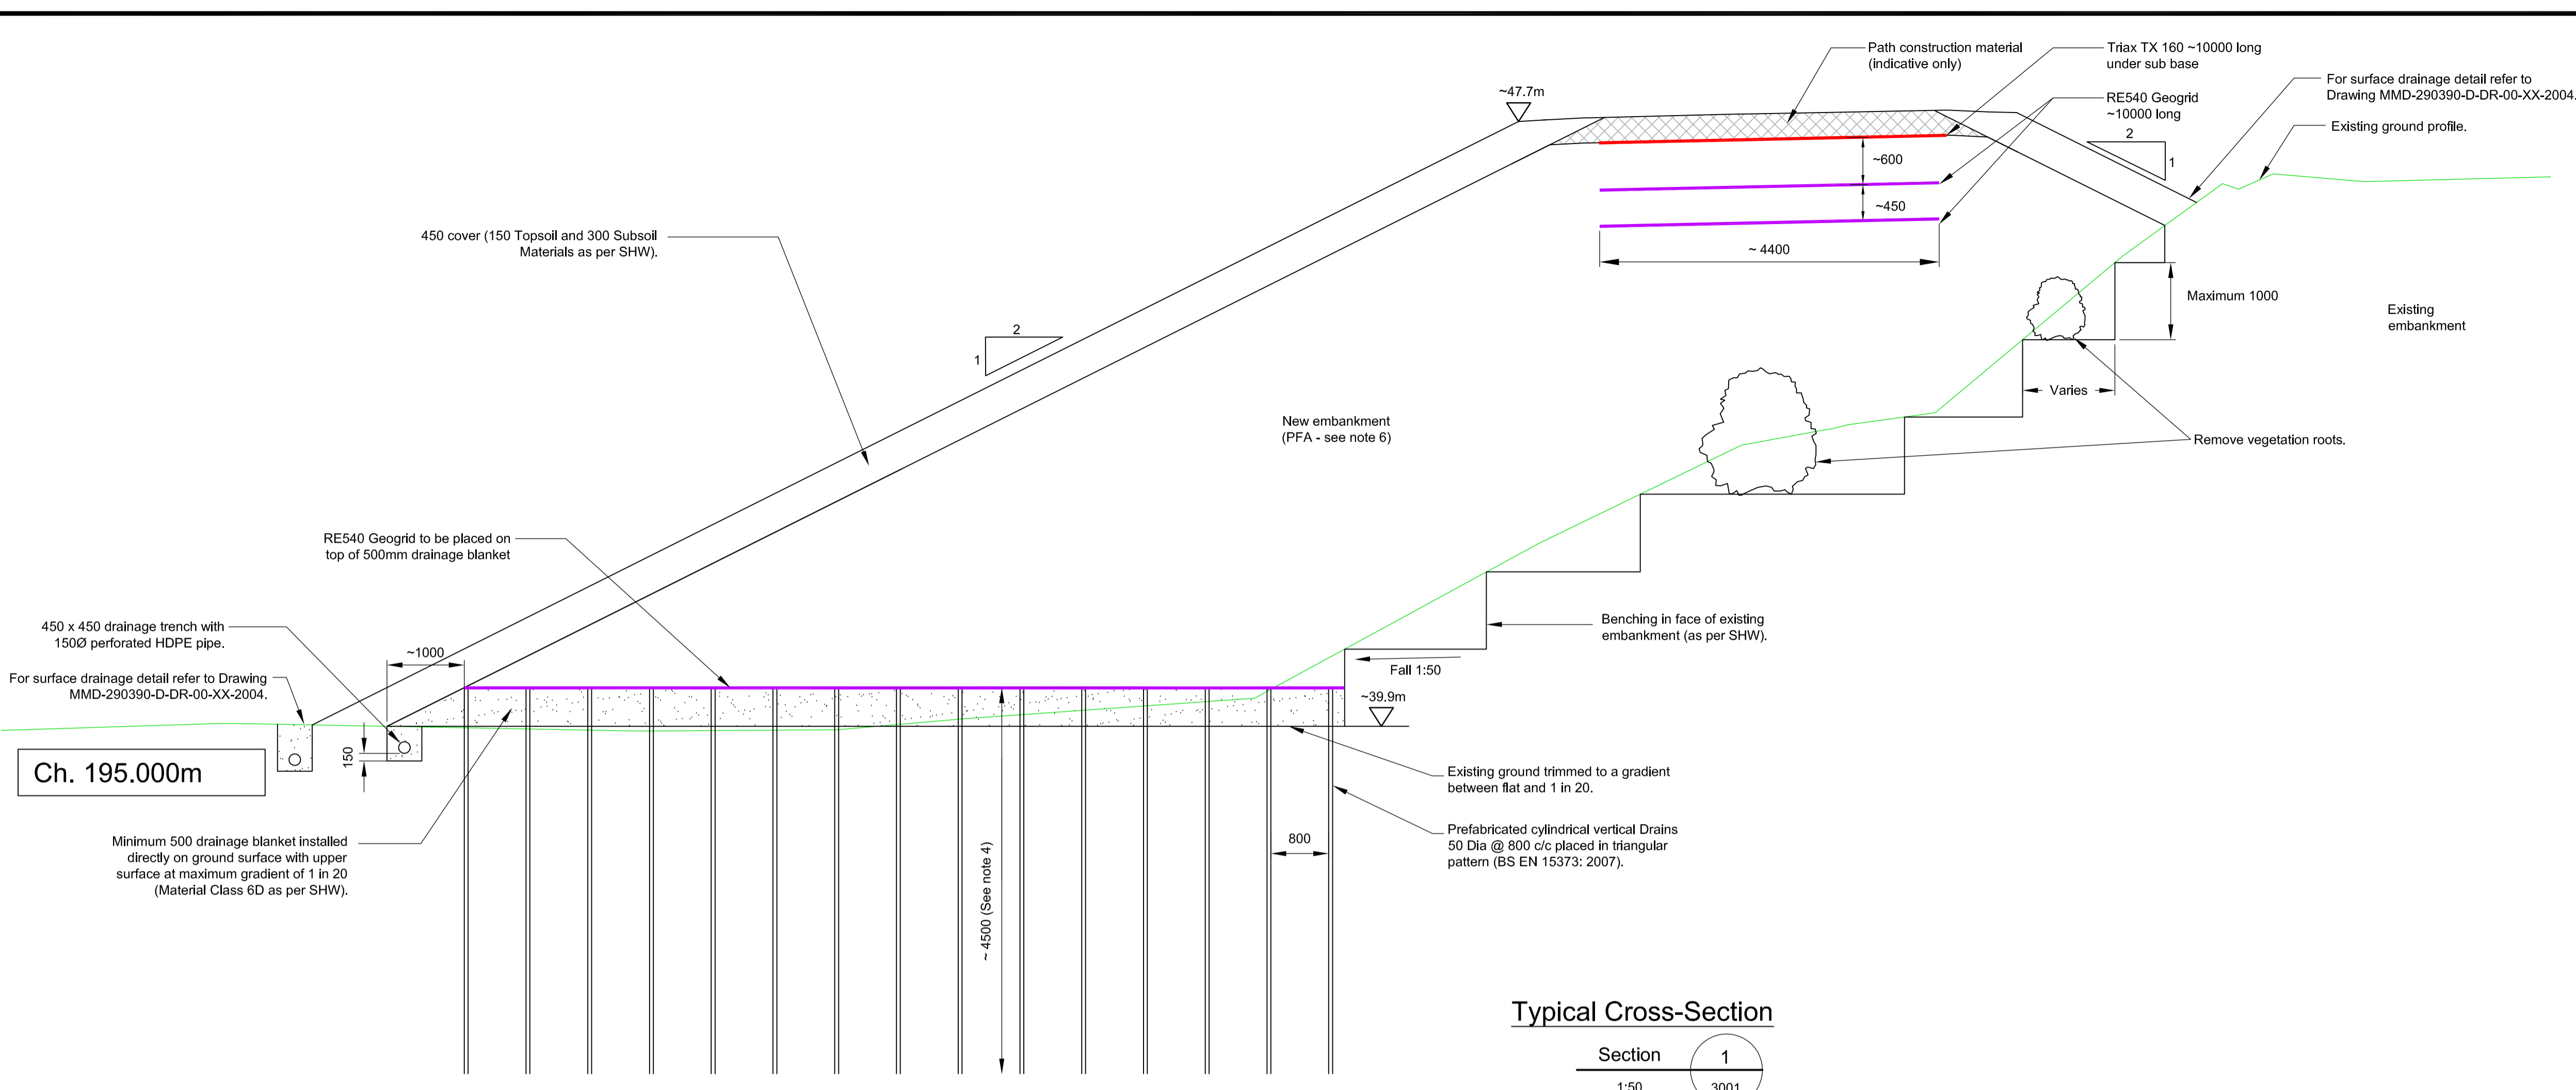 Path construction material
(indicative only)
Triax TX 160 ~10000 long
under sub base
For surface drainage detail refer to
Drawing MMD-290390-D-DR-00-XX-2004.
RE540 Geogrid
~10000 long
Existing ground profile.
~47.7m
2
1
~600
~450
~ 4400
450 cover (150 Topsoil and 300 Subsoil
Materials as per SHW).
Maximum 1000
Existing
embankment
2
1
Varies
New embankment
(PFA - see note 6)
Remove vegetation roots.
RE540 Geogrid to be placed on
top of 500mm drainage blanket
450 x 450 drainage trench with
150Ø perforated HDPE pipe.
Benching in face of existing
embankment (as per SHW).
~1000
Fall 1:50
For surface drainage detail refer to Drawing
MMD-290390-D-DR-00-XX-2004.
~39.9m
150
Ch. 195.000m
Existing ground trimmed to a gradient
between flat and 1 in 20.
Minimum 500 drainage blanket installed
directly on ground surface with upper
surface at maximum gradient of 1 in 20
(Material Class 6D as per SHW).
~ 4500 (See note 4)
800
Prefabricated cylindrical vertical Drains
50 Dia @ 800 c/c placed in triangular
pattern (BS EN 15373: 2007).
Typical Cross-Section
Section
1
1:50
3001